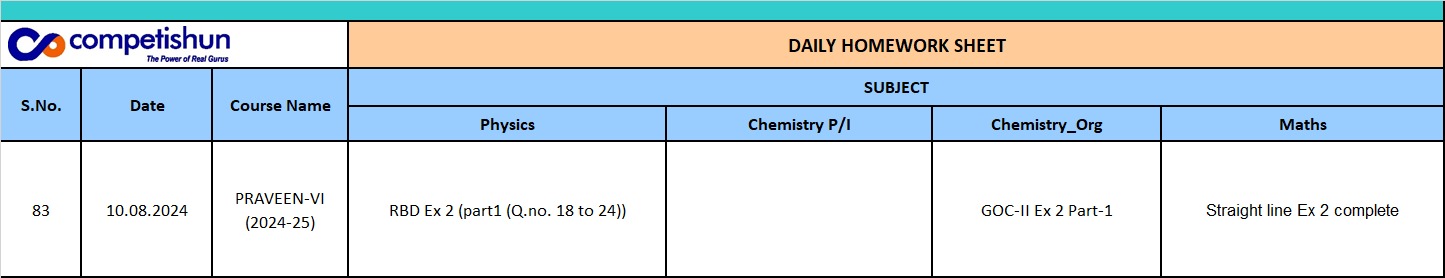 competishun
The Power of Real Gurus
DAILY HOMEWORK SHEET
S.No.
Date
Course Name
SUBJECT
Physics
Chemistry P/I
Chemistry_Org
Maths
83
10.08.2024
PRAVEEN-VI
(2024-25)
RBD Ex 2 (part1 (Q.no. 18 to 24))
GOC-II Ex 2 Part-1
Straight line Ex 2 complete